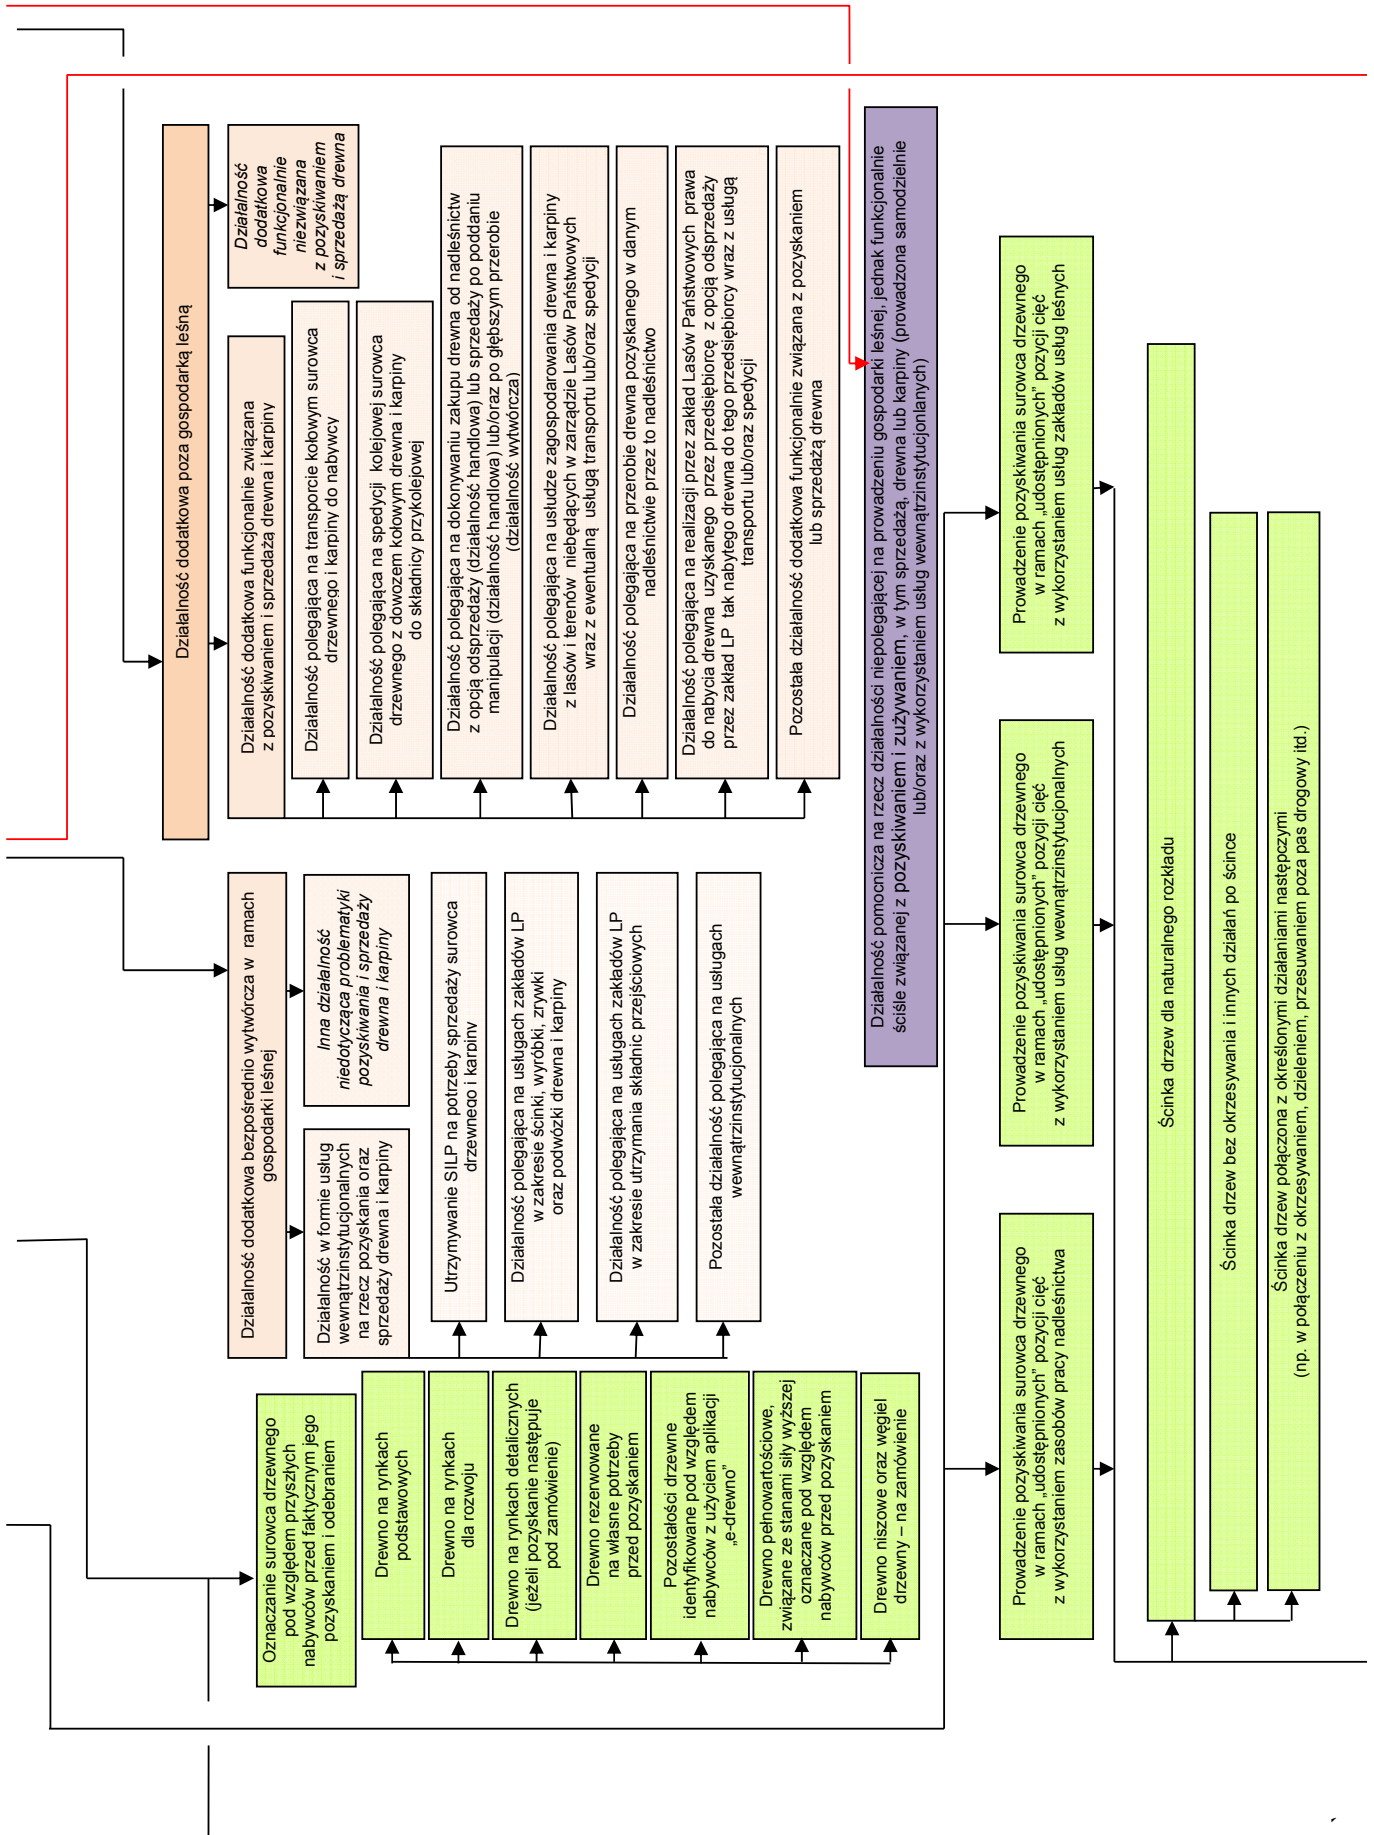 Oznaczanie surowca drzewnego
pod względem przyszłych
nabywców przed faktycznym jego
pozyskaniem i odebraniem
Drewno na rynkach
podstawowych
Drewno na rynkach
dla rozwoju
Drewno na rynkach detalicznych
(jeżeli pozyskanie następuje
pod zamówienie)
Drewno rezerwowane
na własne potrzeby
przed pozyskaniem
Pozostałości drzewne
identyfikowane pod względem
nabywców z użyciem aplikacji
„e-drewno”
Drewno pełnowartościowe,
związane ze stanami siły wyższej
oznaczane pod względem
nabywców przed pozyskaniem
Drewno niszowe oraz węgiel
drzewny – na zamówienie
Działalność dodatkowa bezpośrednio wytwórcza w ramach
gospodarki leśnej
Działalność w formie usług
wewnątrzinstytucjonalnych
na rzecz pozyskania oraz
sprzedaży drewna i karpiny
Inna działalność
niedotycząca problematyki
pozyskiwania i sprzedaży
drewna i karpiny
Utrzymywanie SILP na potrzeby sprzedaży surowca
drzewnego i karpiny
Działalność polegająca na usługach zakładów LP
w zakresie ścinki, wyróbki, zrywki
oraz podwózki drewna i karpiny
Działalność polegająca na usługach zakładów LP
w zakresie utrzymania składnic przejściowych
Pozostała działalność polegająca na usługach
wewnątrzinstytucjonalnych
Działalność dodatkowa poza gospodarką leśną
Działalność dodatkowa funkcjonalnie związana
z pozyskiwaniem i sprzedażą drewna i karpiny
Działalność
dodatkowa
funkcjonalnie
niezwiązana
z pozyskiwaniem
i sprzedażą drewna
Działalność polegająca na transporcie kołowym surowca
drzewnego i karpiny do nabywcy
Działalność polegająca na spedycji kolejowej surowca
drzewnego z dowozem kołowym drewna i karpiny
do składnicy przykolejowej
Działalność polegająca na dokonywaniu zakupu drewna od nadleśnictw
z opcją odsprzedaży (działalność handlowa) lub sprzedaży po poddaniu
manipulacji (działalność handlowa) lub/oraz po głębszym przerobie
(działalność wytwórcza)
Działalność polegająca na usłudze zagospodarowania drewna i karpiny
z lasów i terenów niebędących w zarządzie Lasów Państwowych
wraz z ewentualną usługą transportu lub/oraz spedycji
Działalność polegająca na przerobie drewna pozyskanego w danym
nadleśnictwie przez to nadleśnictwo
Działalność polegająca na realizacji przez zakład Lasów Państwowych prawa
do nabycia drewna uzyskanego przez przedsiębiorcę z opcją odsprzedaży
przez zakład LP tak nabytego drewna do tego przedsiębiorcy wraz z usługą
transportu lub/oraz spedycji
Pozostała działalność dodatkowa funkcjonalnie związana z pozyskaniem
lub sprzedażą drewna
Działalność pomocnicza na rzecz działalności niepolegającej na prowadzeniu gospodarki leśnej, jednak funkcjonalnie
ściśle związanej z pozyskiwaniem i zużywaniem, w tym sprzedażą, drewna lub karpiny (prowadzona samodzielnie
lub/oraz z wykorzystaniem usług wewnątrzinstytucjonlanych)
Prowadzenie pozyskiwania surowca drzewnego
w ramach „udostępnionych” pozycji cięć
z wykorzystaniem zasobów pracy nadleśnictwa
Prowadzenie pozyskiwania surowca drzewnego
w ramach „udostępnionych” pozycji cięć
z wykorzystaniem usług wewnątrzinstytucjonalnych
Prowadzenie pozyskiwania surowca drzewnego
w ramach „udostępnionych” pozycji cięć
z wykorzystaniem usług zakładów usług leśnych
Ścinka drzew dla naturalnego rozkładu
Ścinka drzew bez okrzesywania i innych działań po ścince
Ścinka drzew połączona z określonymi działaniami następczymi
(np. w połączeniu z okrzesywaniem, dzieleniem, przesuwaniem poza pas drogowy itd.)